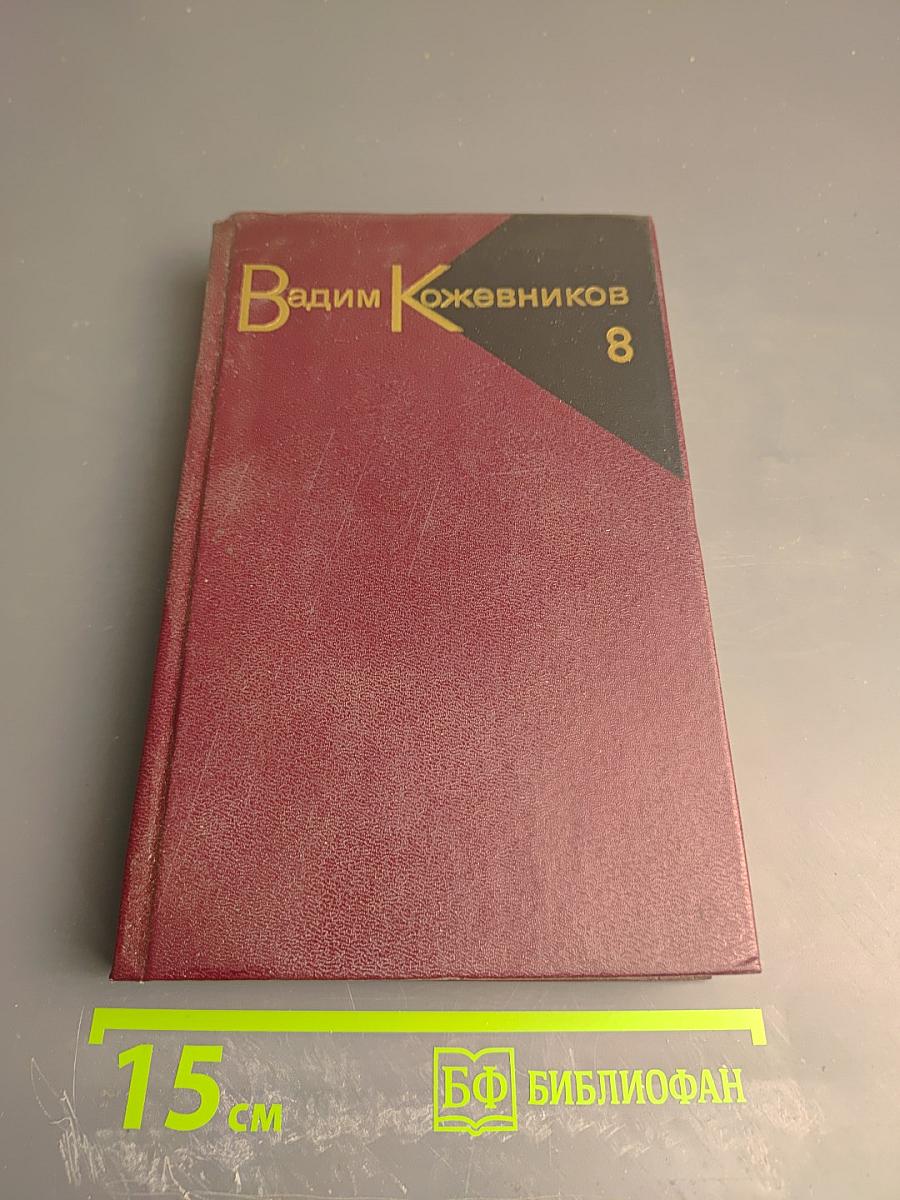 Вадим Кожевников
8
15 см
БФ БИБЛИОФАН